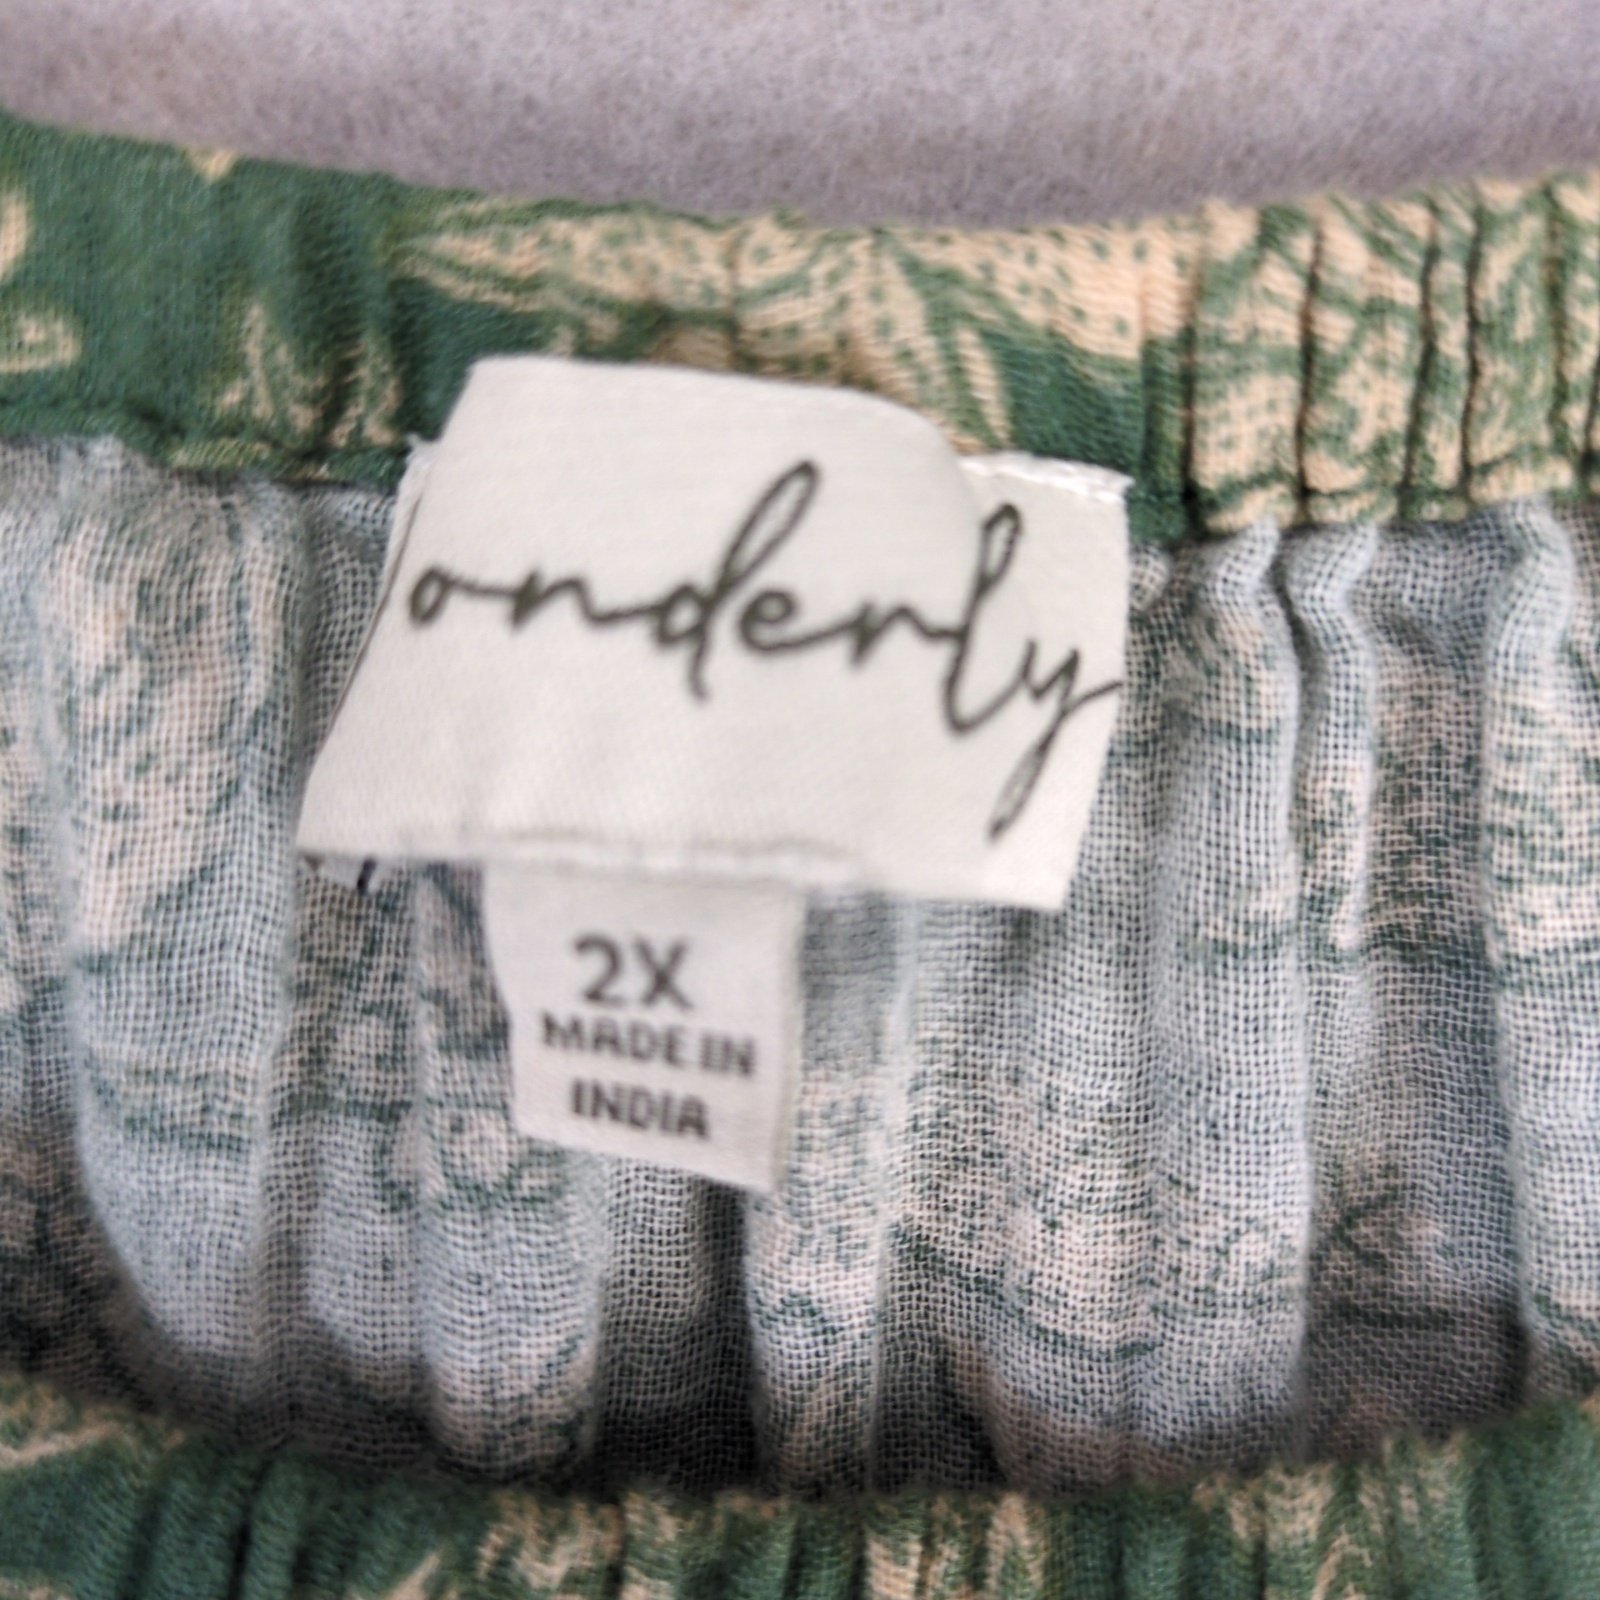 onderly
2X
MADE IN
INDIA